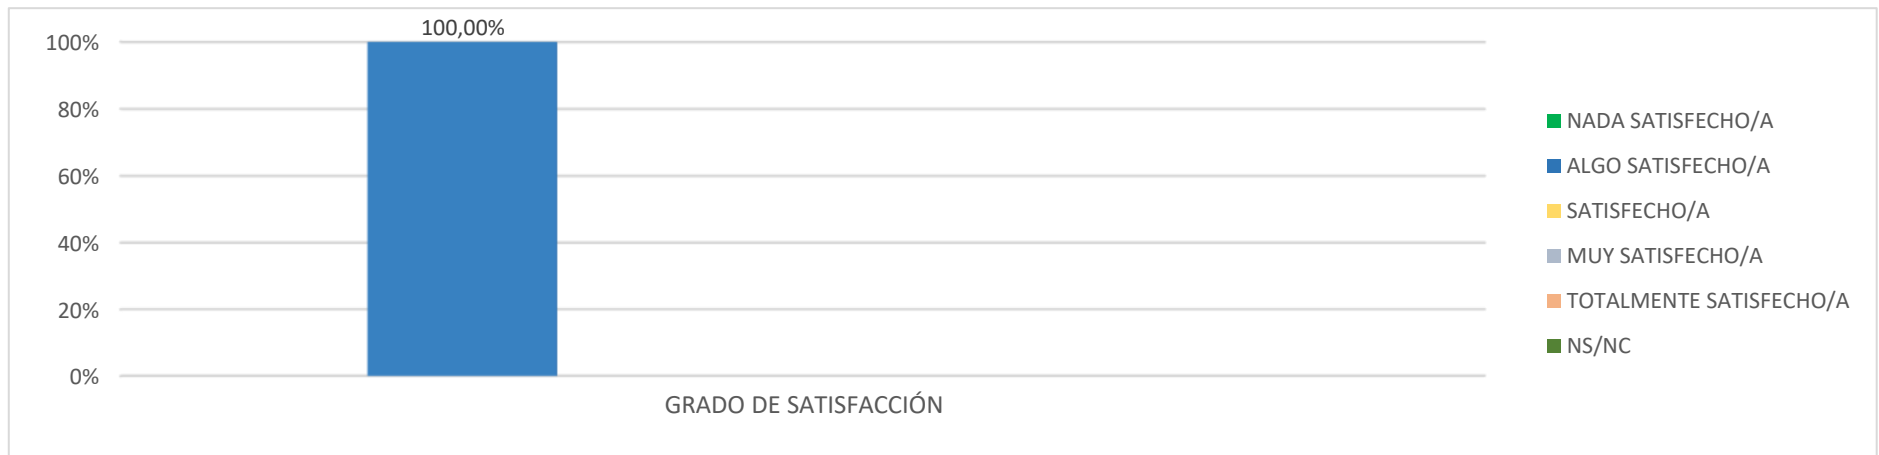 100,00%
100%
80%
60%
40%
20%
0%
GRADO DE SATISFACCIÓN
NADA SATISFECHO/A
ALGO SATISFECHO/A
SATISFECHO/A
MUY SATISFECHO/A
TOTALMENTE SATISFECHO/A
NS/NC